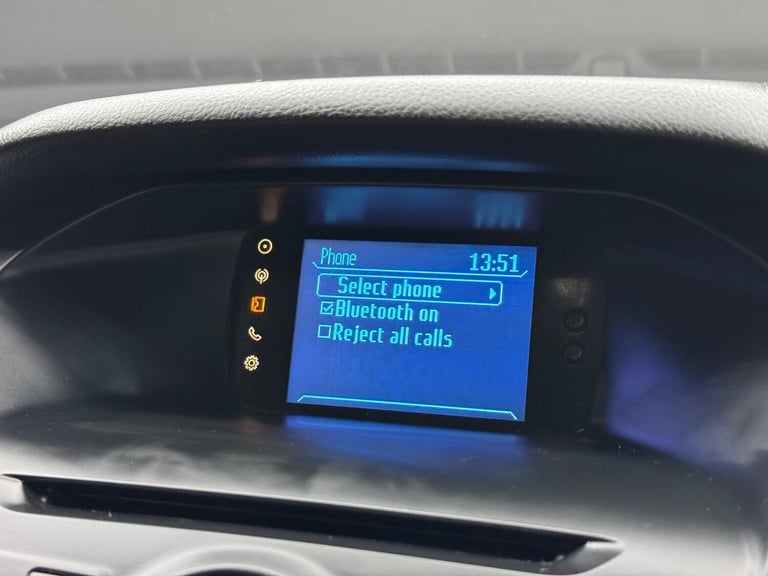 Phone
13:51
Select phone
Bluetooth on
Reject all calls